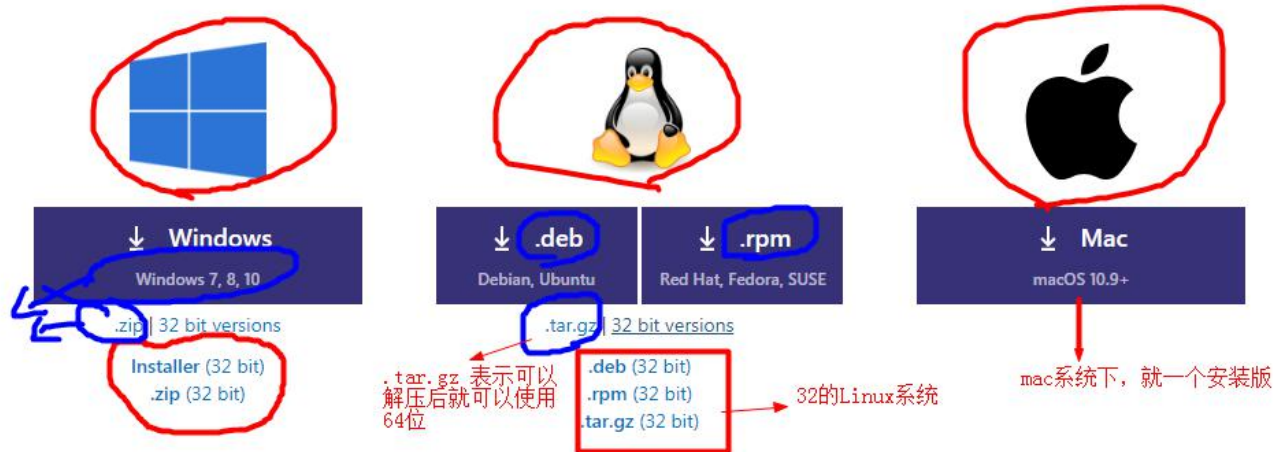 Windows
Windows 7, 8, 10
.zip | 32 bit versions
Installer (32 bit)
.zip (32 bit)
.deb
Debian, Ubuntu
.rpm
Red Hat, Fedora, SUSE
.tar.gz | 32 bit versions
.deb (32 bit)
.rpm (32 bit)
.tar.gz (32 bit)
.tar.gz 表示可以
解压后就可以使用
64位
32的Linux系统
Mac
macOS 10.9+
mac系统下，就一个安装版